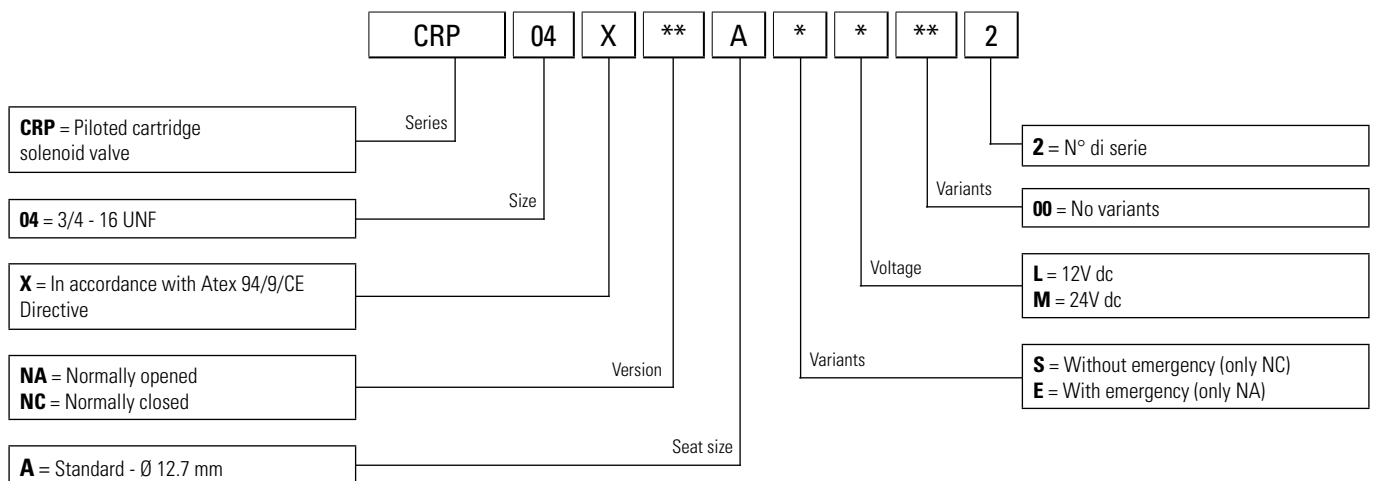 CRP 04 X ** A * * ** 2
CRP = Piloted cartridge
solenoid valve
Series
04 = 3/4 - 16 UNF
Size
X = In accordance with Atex 94/9/CE
Directive
NA = Normally opened
NC = Normally closed
Version
A = Standard - Ø 12.7 mm
Seat size
2 = N° di serie
Variants
00 = No variants
Voltage
L = 12V dc
M = 24V dc
Variants
S = Without emergency (only NC)
E = With emergency (only NA)